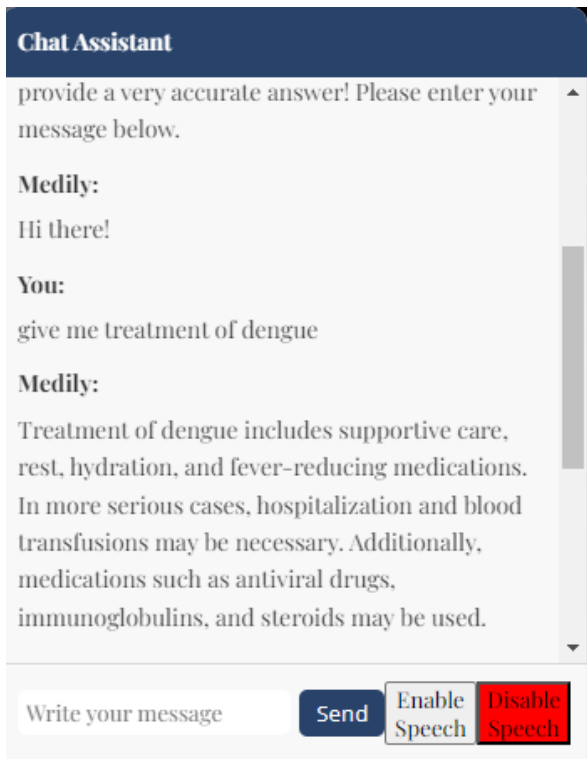 Chat Assistant
provide a very accurate answer! Please enter your
message below.
Medily:
Hi there!
You:
give me treatment of dengue
Medily:
Treatment of dengue includes supportive care,
rest, hydration, and fever-reducing medications.
In more serious cases, hospitalization and blood
transfusions may be necessary. Additionally,
medications such as antiviral drugs,
immunoglobulins, and steroids may be used.
Write your message
Send
Enable
Speech
Disable
Speech